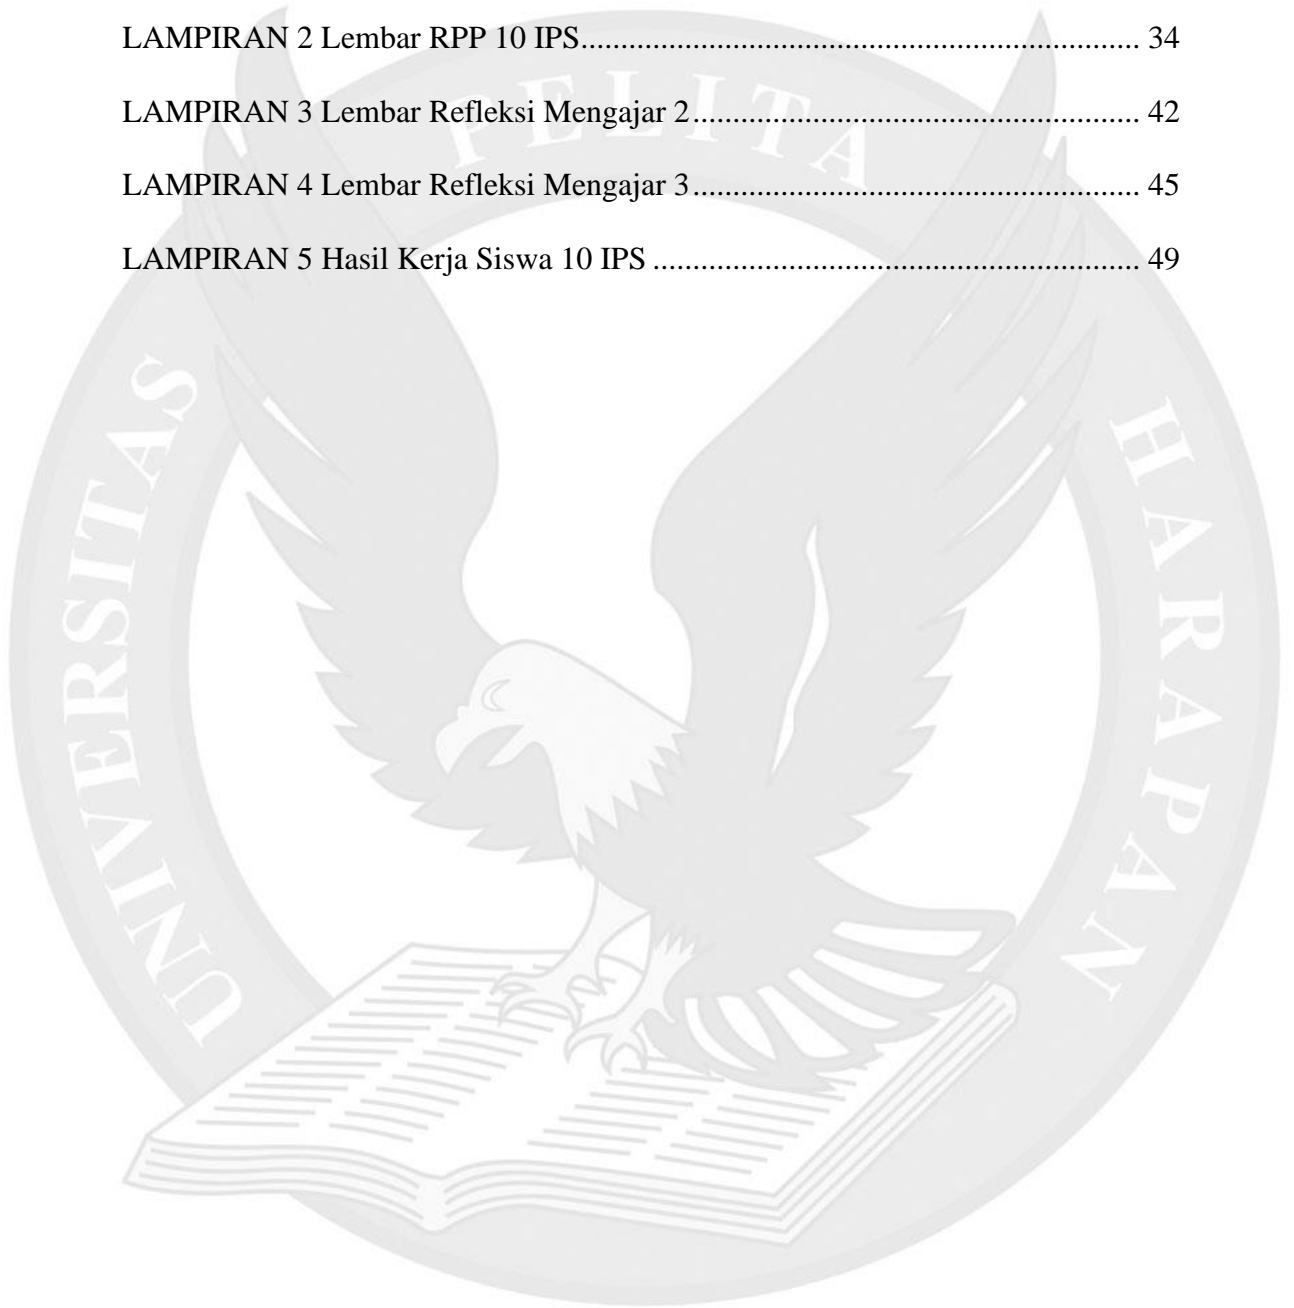 LAMPIRAN 2 Lembar RPP 10 IPS....................................................................... 34
LAMPIRAN 3 Lembar Refleksi Mengajar 2......................................................... 42
LAMPIRAN 4 Lembar Refleksi Mengajar 3......................................................... 45
LAMPIRAN 5 Hasil Kerja Siswa 10 IPS .............................................................. 49
UNIVERSITAS PELITA HARAPAN